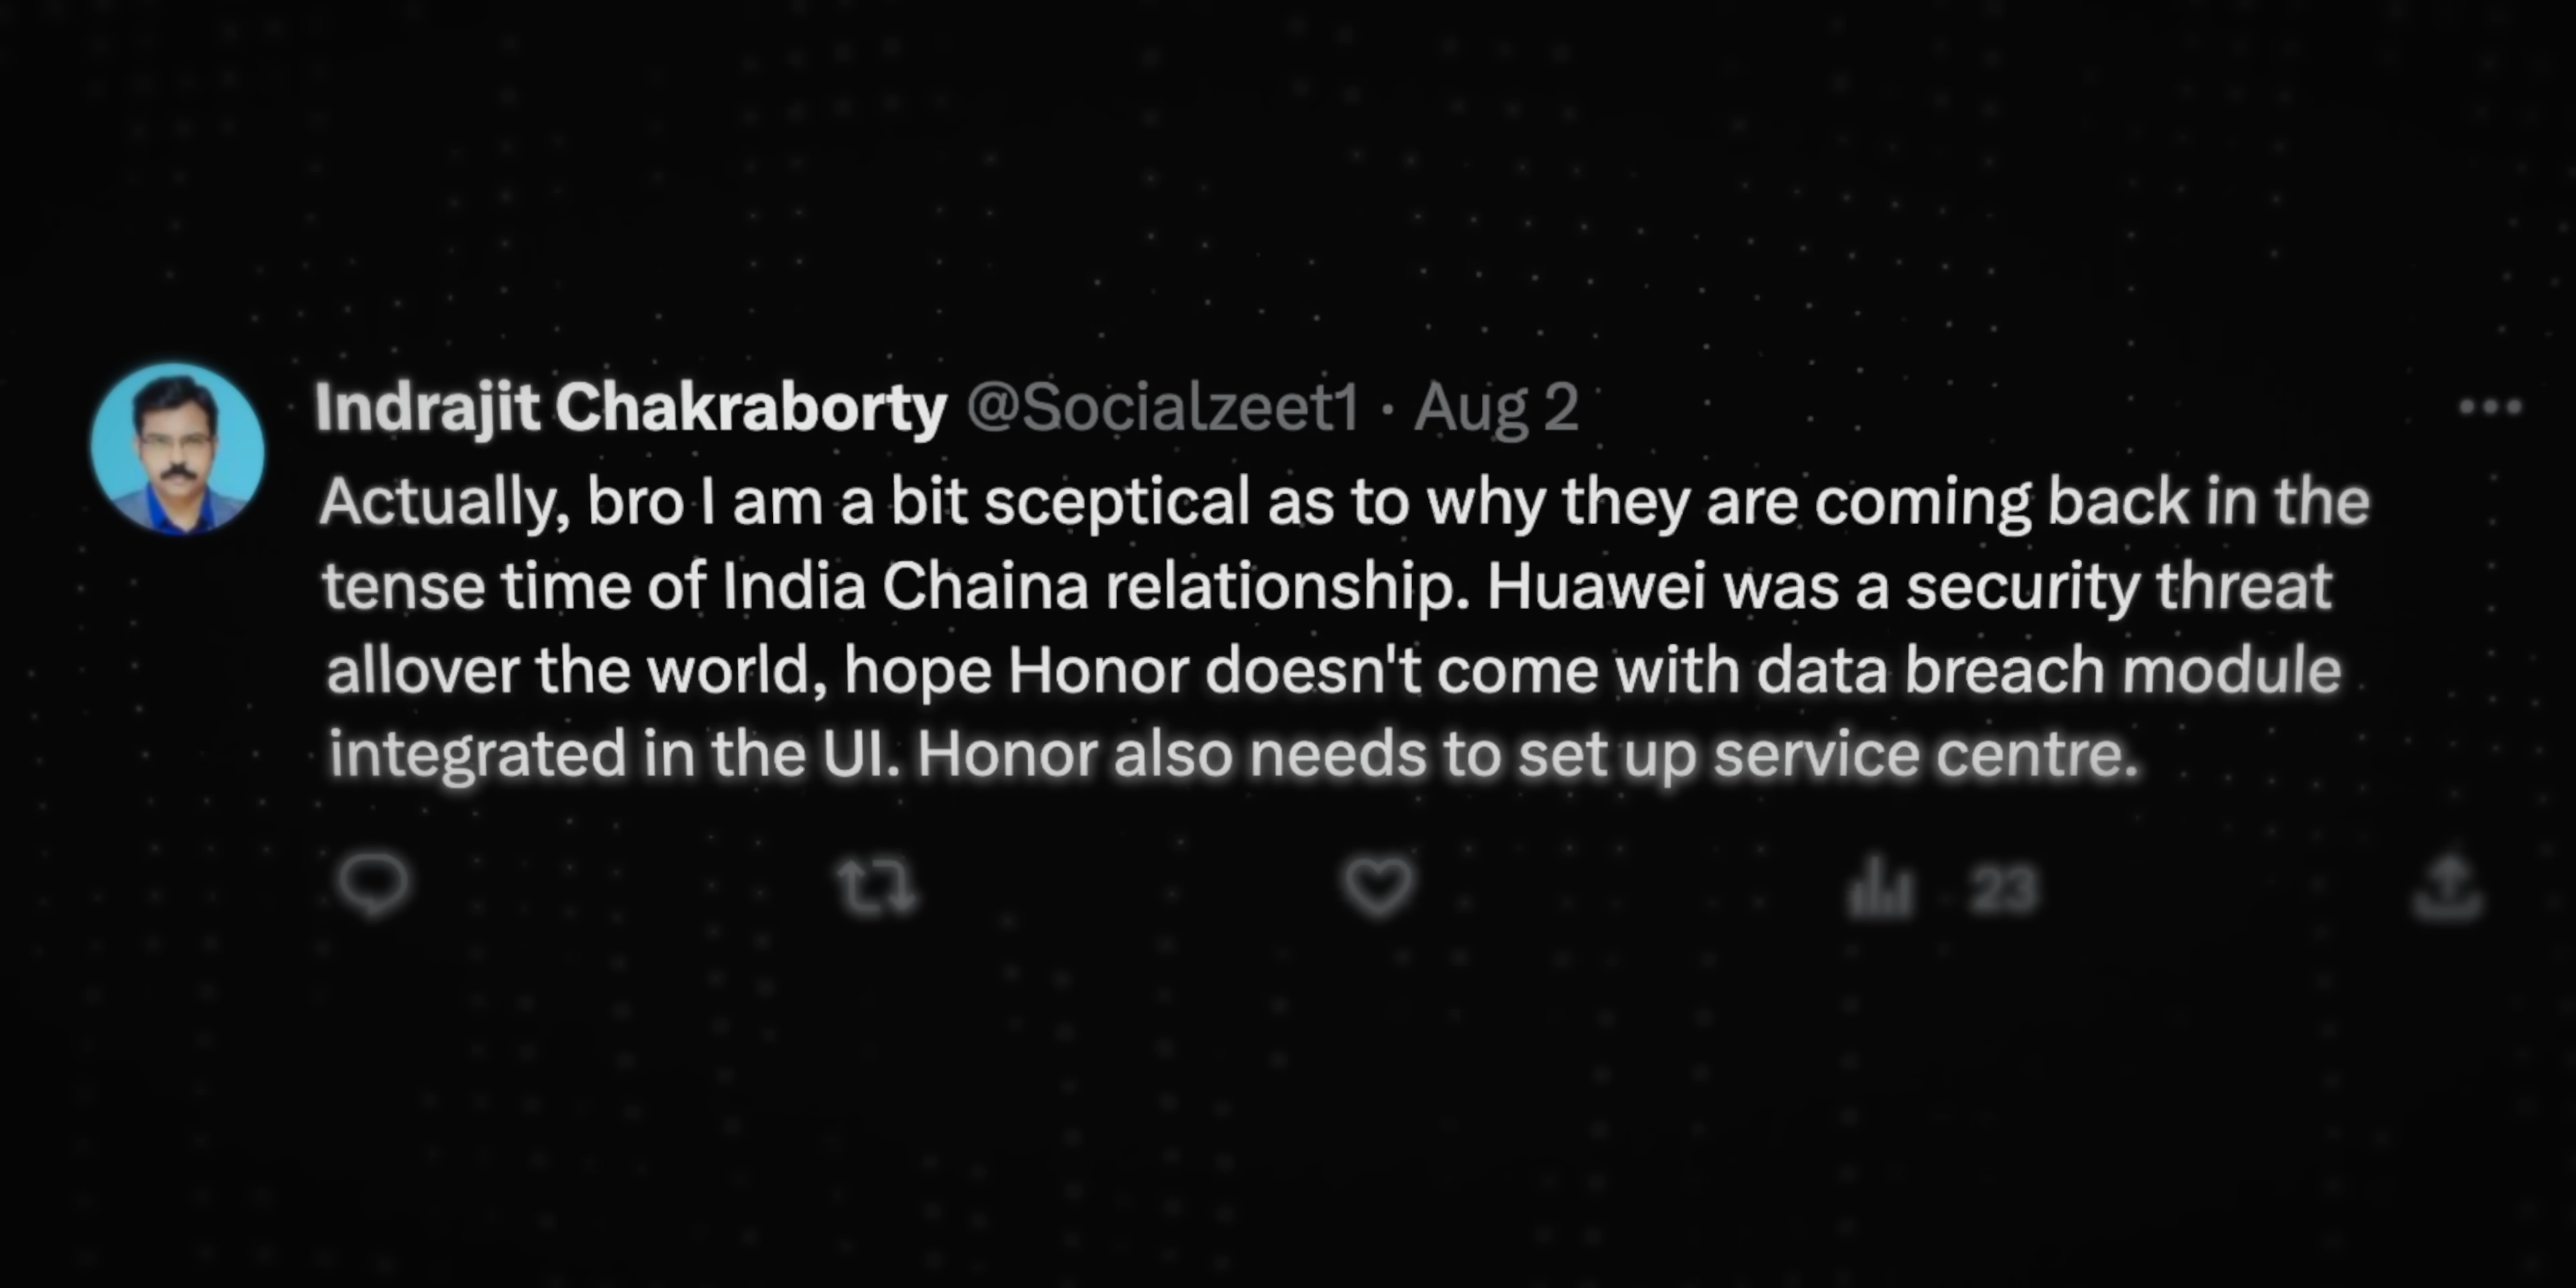 Indrajit Chakraborty @Socialzeet1 · Aug 2
Actually, bro I am a bit sceptical as to why they are coming back in the
tense time of India Chaina relationship. Huawei was a security threat
allover the world, hope Honor doesn't come with data breach module
integrated in the UI. Honor also needs to set up service centre.
23